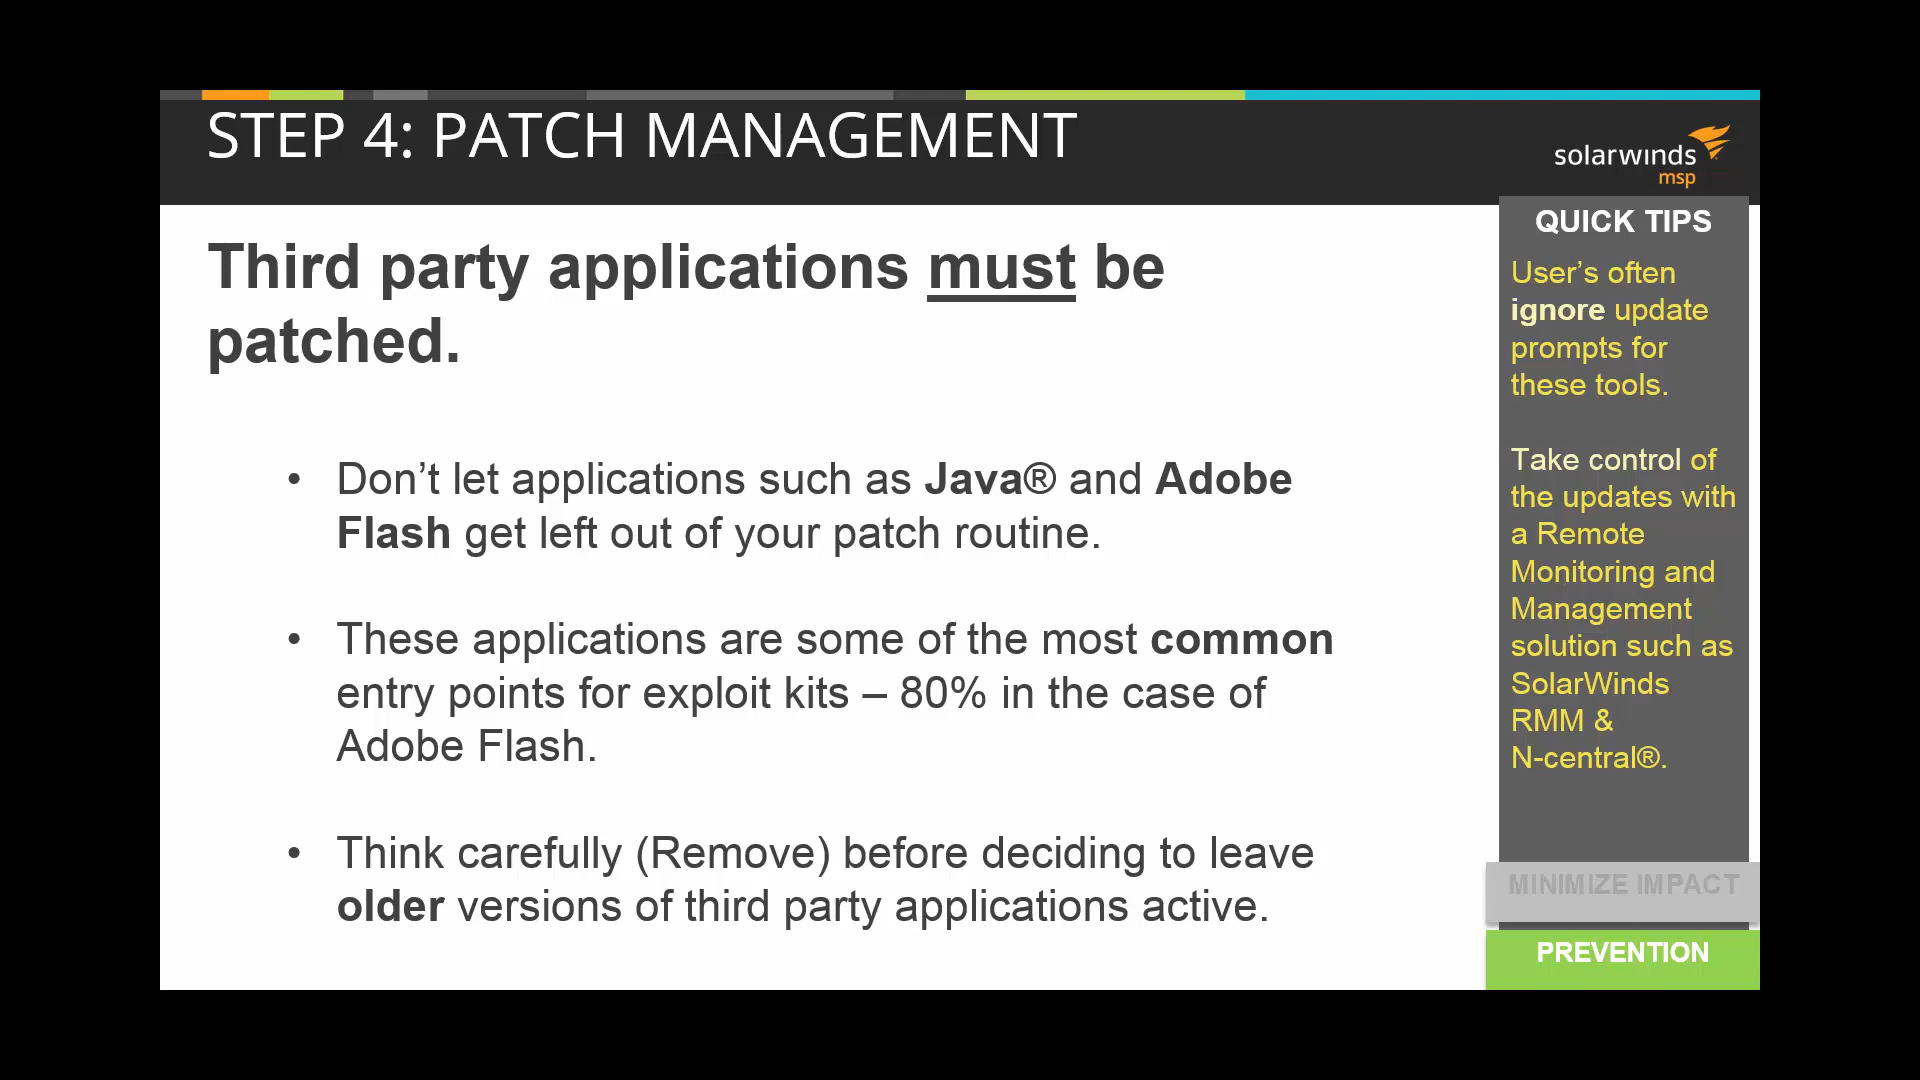 STEP 4: PATCH MANAGEMENT
solarwinds
msp
Third party applications must be
patched.
• Don’t let applications such as Java® and Adobe
Flash get left out of your patch routine.
• These applications are some of the most common
entry points for exploit kits – 80% in the case of
Adobe Flash.
• Think carefully (Remove) before deciding to leave
older versions of third party applications active.
QUICK TIPS
User’s often
ignore update
prompts for
these tools.
Take control of
the updates with
a Remote
Monitoring and
Management
solution such as
SolarWinds
RMM &
N-central®.
MINIMIZE IMPACT
PREVENTION